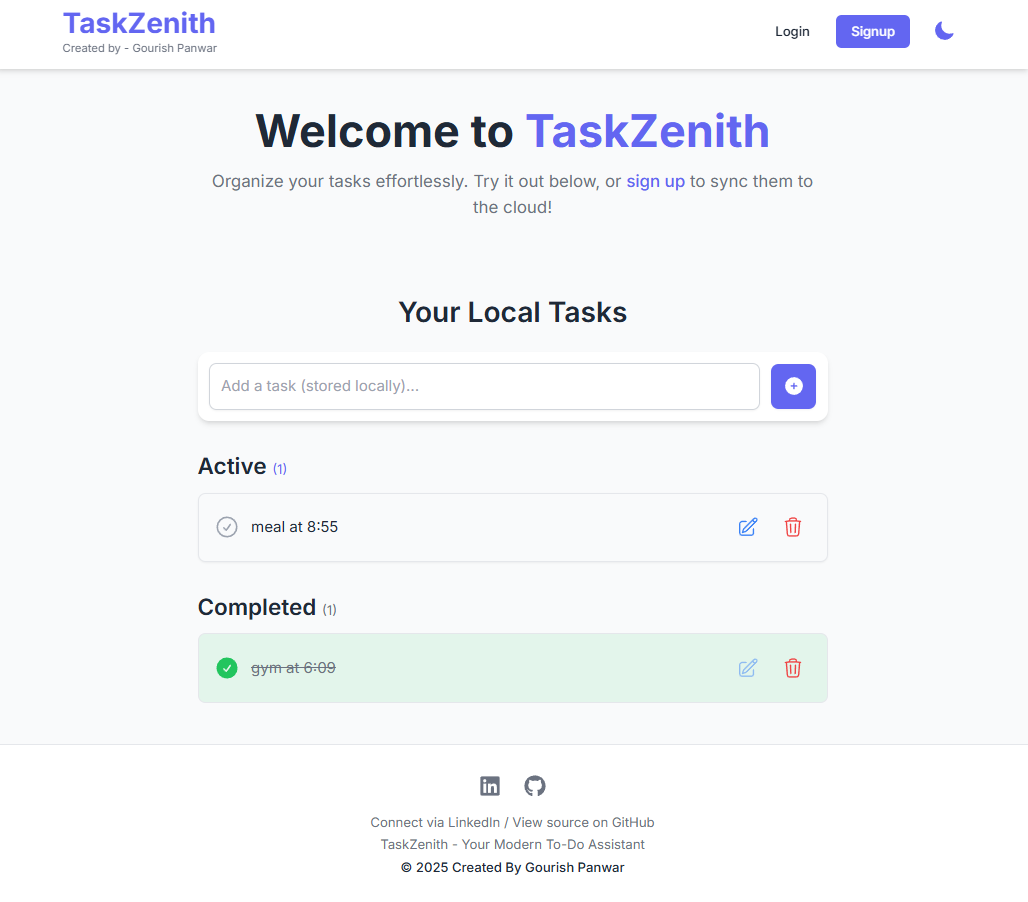 TaskZenith
Created by - Gourish Panwar
Login
Signup
Welcome to TaskZenith
Organize your tasks effortlessly. Try it out below, or sign up to sync them to
the cloud!
Your Local Tasks
Add a task (stored locally)...
Active (1)
meal at 8:55
Completed (1)
gym at 6:09
Connect via LinkedIn / View source on GitHub
TaskZenith - Your Modern To-Do Assistant
© 2025 Created By Gourish Panwar